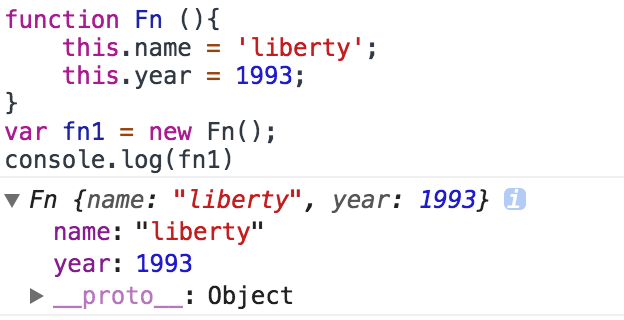 function Fn (){
    this.name = 'liberty';
    this.year = 1993;
}
var fn1 = new Fn();
console.log(fn1)
▼ Fn {name: "liberty", year: 1993} i
name: "liberty"
year: 1993
▶ __proto__: Object